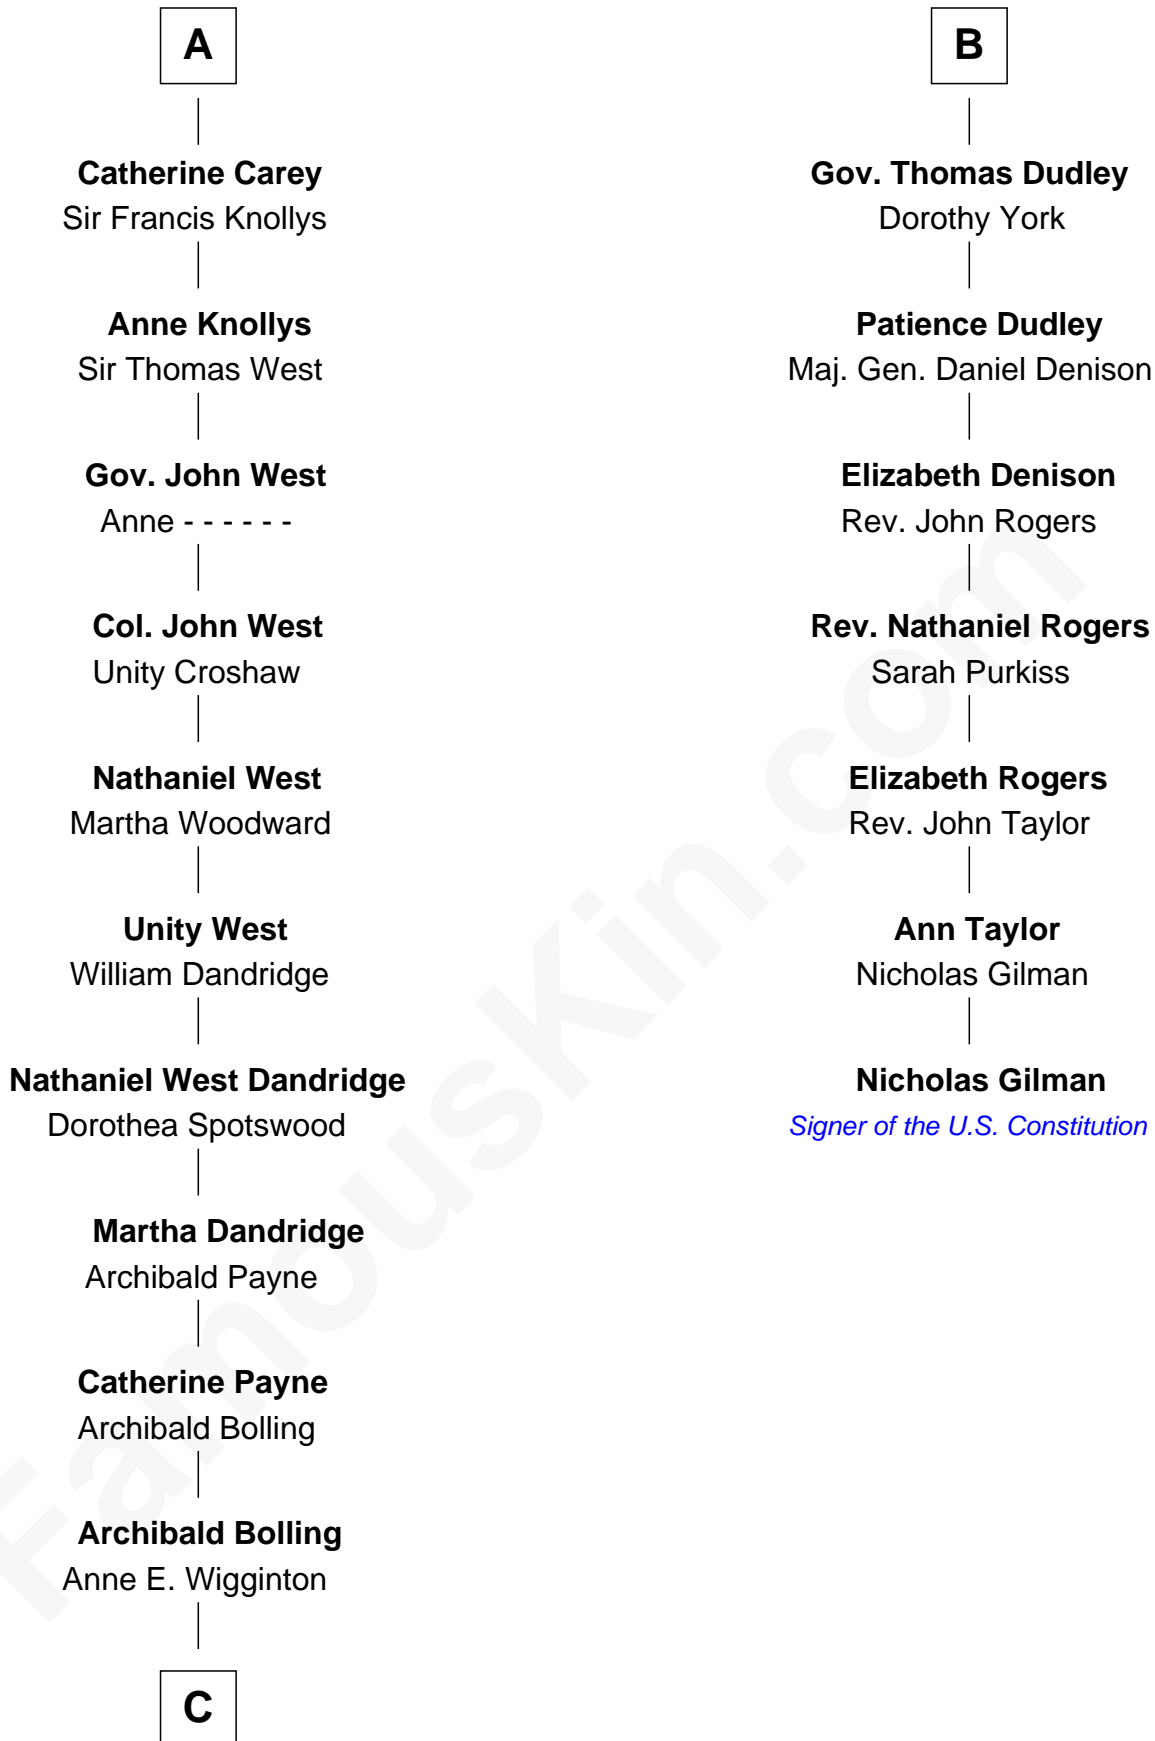 A
Catherine Carey
Sir Francis Knollys
Anne Knollys
Sir Thomas West
Gov. John West
Anne - - - - - -
Col. John West
Unity Croshaw
Nathaniel West
Martha Woodward
Unity West
William Dandridge
Nathaniel West Dandridge
Dorothea Spotswood
Martha Dandridge
Archibald Payne
Catherine Payne
Archibald Bolling
Archibald Bolling
Anne E. Wigginton
C
B
Gov. Thomas Dudley
Dorothy York
Patience Dudley
Maj. Gen. Daniel Denison
Elizabeth Denison
Rev. John Rogers
Rev. Nathaniel Rogers
Sarah Purkiss
Elizabeth Rogers
Rev. John Taylor
Ann Taylor
Nicholas Gilman
Nicholas Gilman
Signer of the U.S. Constitution
FamousKin.com